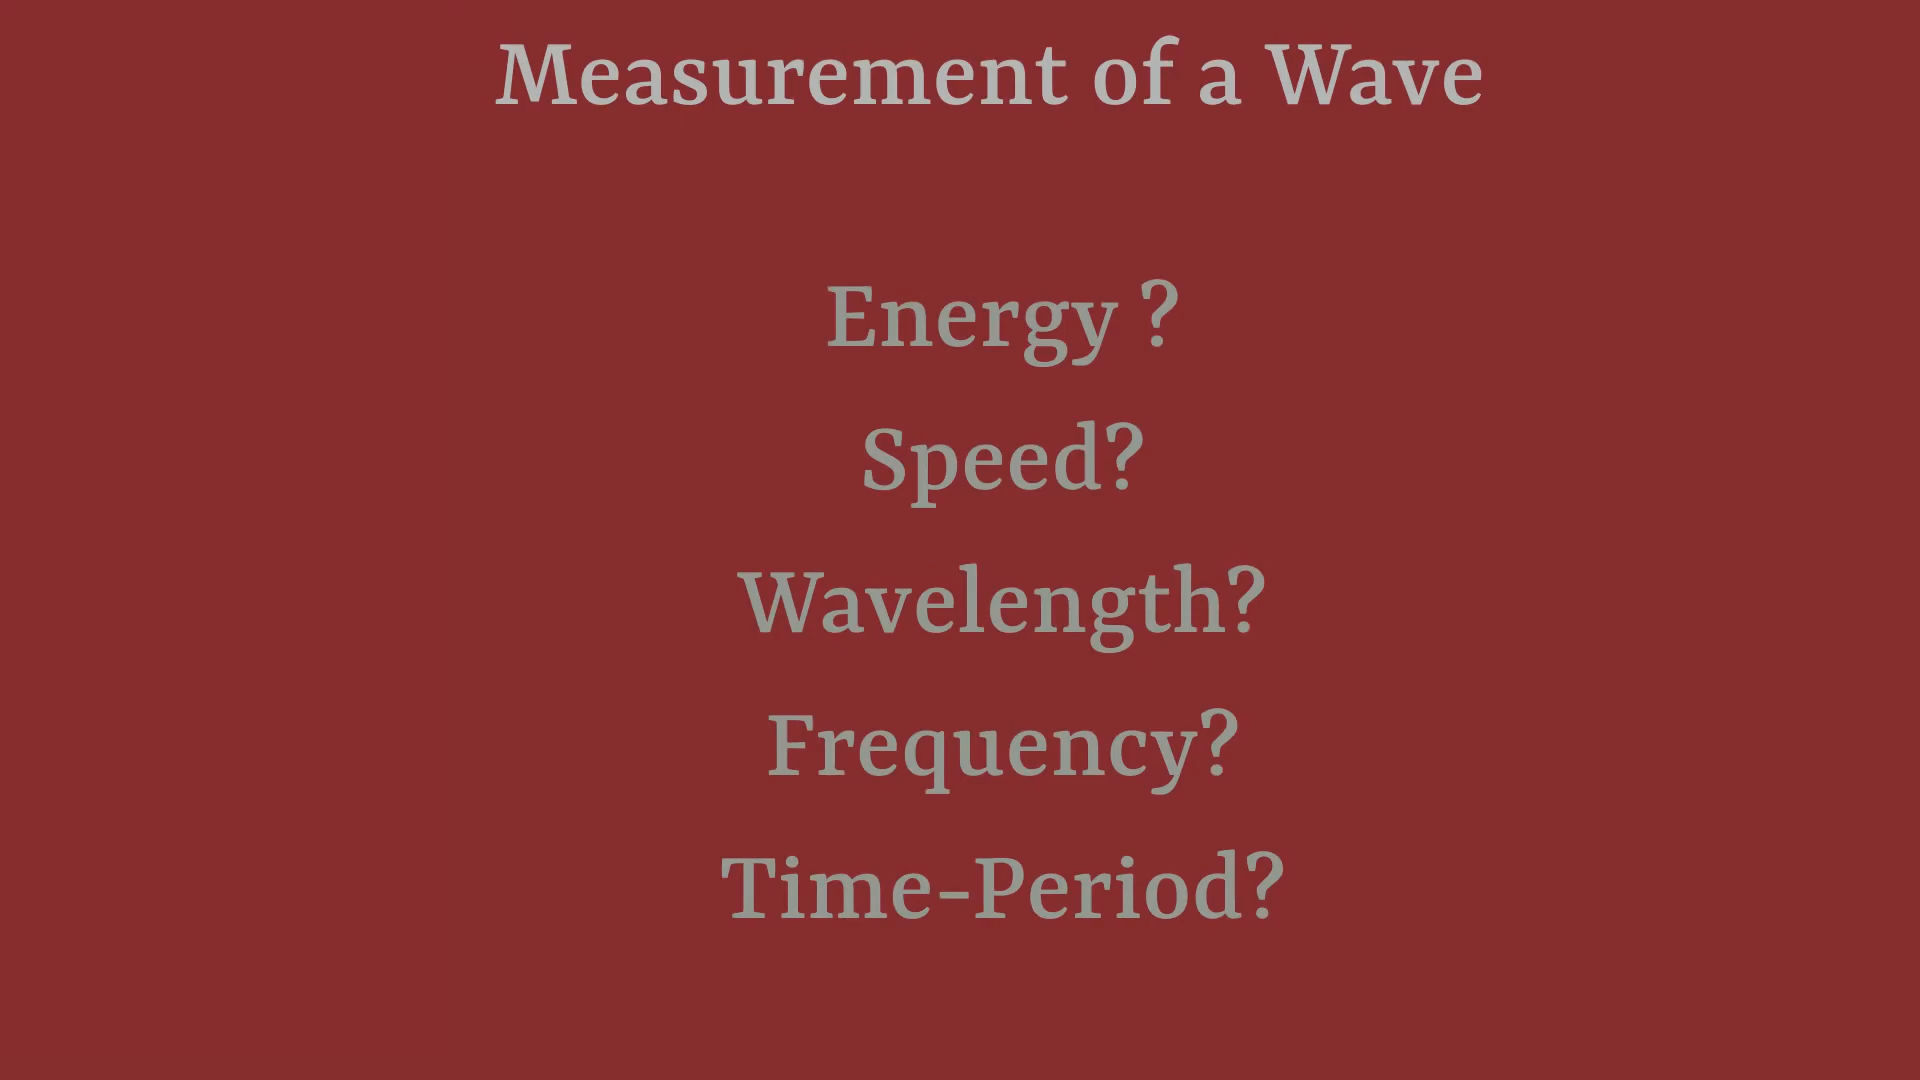 Measurement of a Wave
Energy ?
Speed?
Wavelength?
Frequency?
Time-Period?